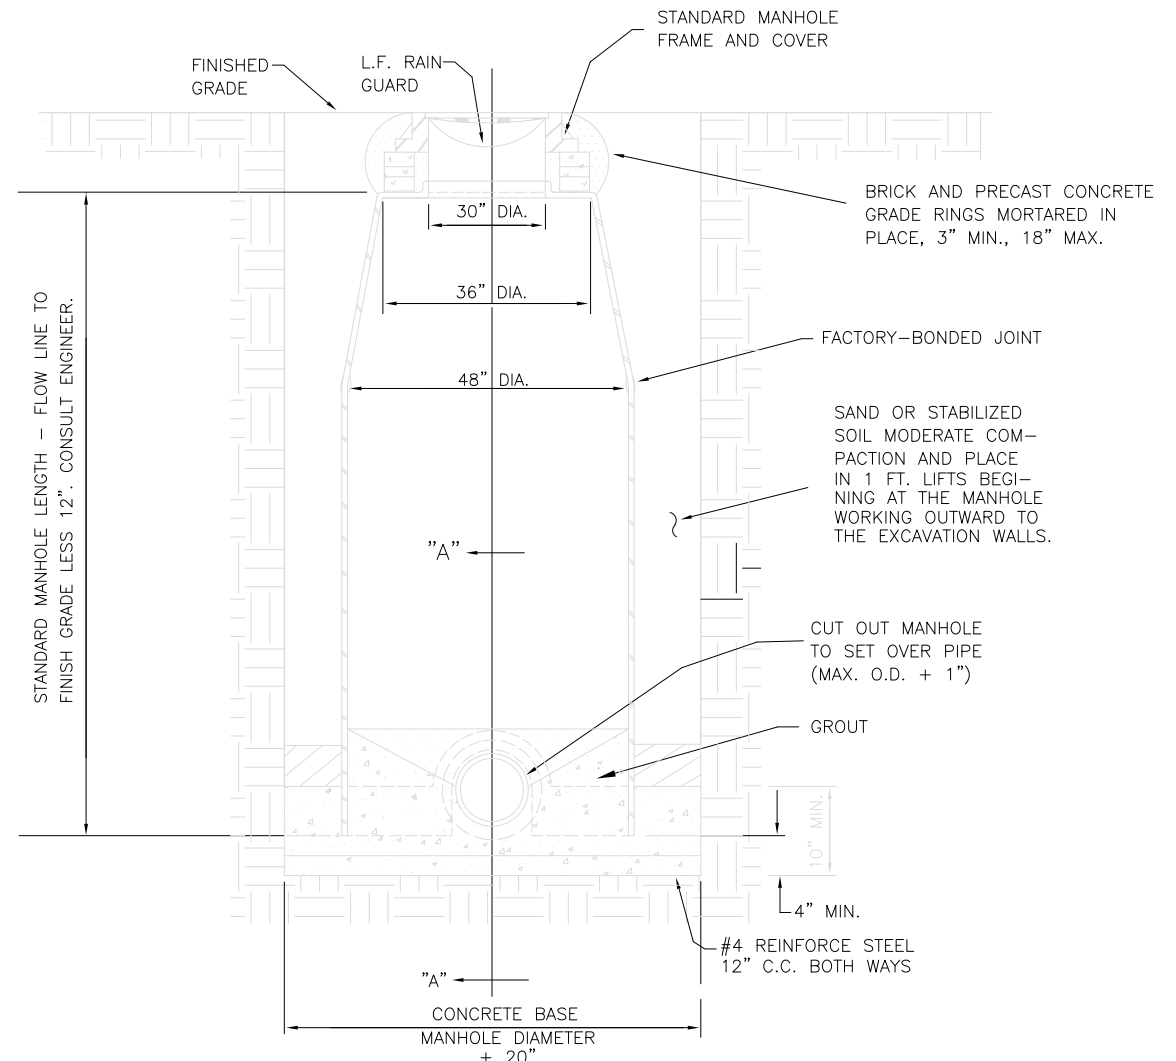 STANDARD MANHOLE
FRAME AND COVER
FINISHED
GRADE
L.F. RAIN
GUARD
BRICK AND PRECAST CONCRETE
GRADE RINGS MORTARED IN
PLACE, 3" MIN., 18" MAX.
30" DIA.
36" DIA.
FACTORY-BONDED JOINT
48" DIA.
STANDARD MANHOLE LENGTH – FLOW LINE TO
FINISH GRADE LESS 12". CONSULT ENGINEER.
SAND OR STABILIZED
SOIL MODERATE COM-
PACTION AND PLACE
IN 1 FT. LIFTS BEGI-
NING AT THE MANHOLE
WORKING OUTWARD TO
THE EXCAVATION WALLS.
"A"
CUT OUT MANHOLE
TO SET OVER PIPE
(MAX. O.D. + 1")
GROUT
10" MIN.
4" MIN.
#4 REINFORCE STEEL
12" C.C. BOTH WAYS
"A"
CONCRETE BASE
MANHOLE DIAMETER
+ 20"